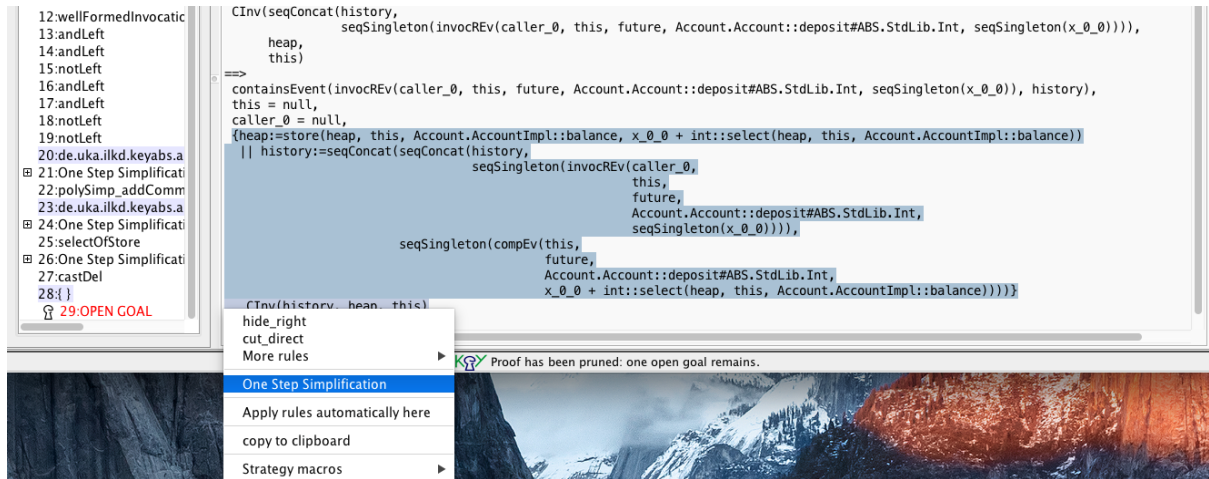 12:wellFormedInvocatic
13:andLeft
14:andLeft
15:notLeft
16:andLeft
17:andLeft
18:notLeft
19:notLeft
20:de.uka.ilkd.keyabs.a
21:One Step Simplificati
22:polySimp_addComm
23:de.uka.ilkd.keyabs.a
24:One Step Simplificati
25:selectOfStore
26:One Step Simplificati
27:castDel
28:{ }
29:OPEN GOAL
CInv(seqConcat(history,
seqSingleton(invocREv(caller_0, this, future, Account.Account::deposit#ABS.StdLib.Int, seqSingleton(x_0_0)))),
heap,
this)
==>
containsEvent(invocREv(caller_0, this, future, Account.Account::deposit#ABS.StdLib.Int, seqSingleton(x_0_0)), history),
this = null,
caller_0 = null,
{heap:=store(heap, this, Account.AccountImpl::balance, x_0_0 + int::select(heap, this, Account.AccountImpl::balance))
|| history:=seqConcat(seqConcat(history,
seqSingleton(invocREv(caller_0,
this,
future,
Account.Account::deposit#ABS.StdLib.Int,
seqSingleton(x_0_0)))),
seqSingleton(compEv(this,
future,
Account.Account::deposit#ABS.StdLib.Int,
x_0_0 + int::select(heap, this, Account.AccountImpl::balance))))}
CInv(history, heap, this)
hide_right
cut_direct
More rules
One Step Simplification
Apply rules automatically here
copy to clipboard
Strategy macros
KeY Proof has been pruned: one open goal remains.